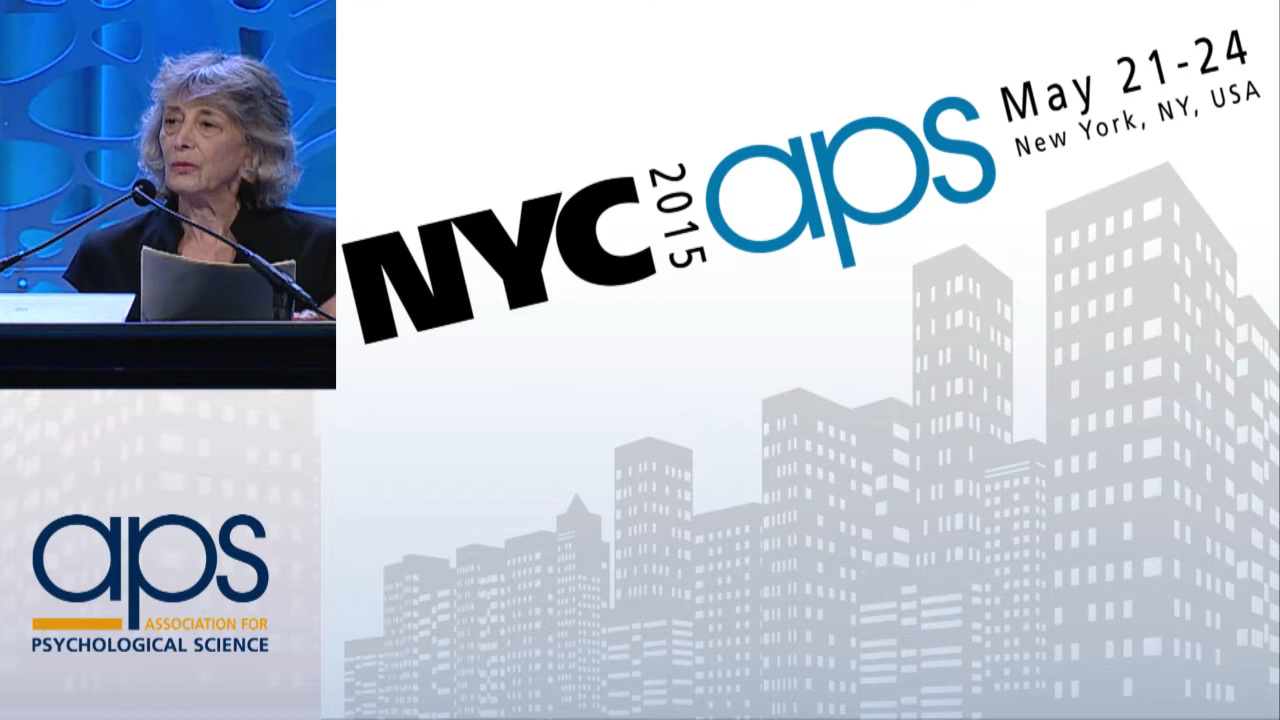 NYC
2015
aps
May 21-24
New York, NY, USA
aps
ASSOCIATION FOR
PSYCHOLOGICAL SCIENCE